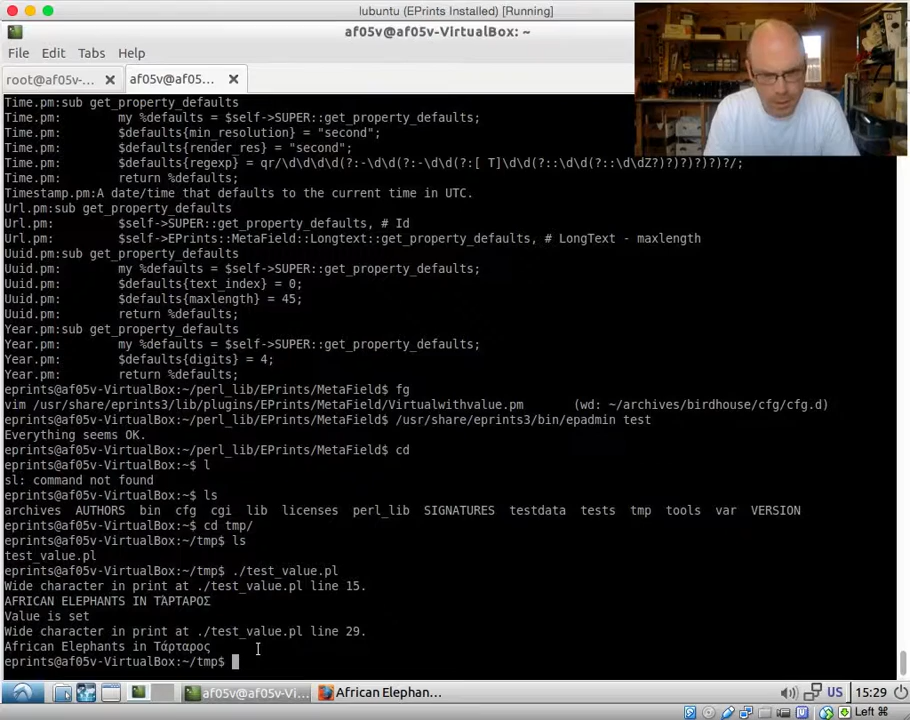 lubuntu (EPrints Installed) [Running]
af05v@af05v-VirtualBox: ~
File Edit Tabs Help
root@af05v-... af05v@af05...
Time.pm:sub get_property_defaults
Time.pm: my %defaults = $self->SUPER::get_property_defaults;
Time.pm: $defaults{min_resolution} = "second";
Time.pm: $defaults{render_res} = "second";
Time.pm: $defaults{regexp} = qr/\d\d\d\d(?:-\d\d(?:-\d\d(?:[ T]\d\d(?::\d\d(?::\d\dZ?)?)?)?)?)?/;
Time.pm: return %defaults;
Timestamp.pm:A date/time that defaults to the current time in UTC.
Url.pm:sub get_property_defaults
Url.pm: $self->SUPER::get_property_defaults, # Id
Url.pm: $self->EPrints::MetaField::Longtext::get_property_defaults, # LongText - maxlength
Uuid.pm:sub get_property_defaults
Uuid.pm: my %defaults = $self->SUPER::get_property_defaults;
Uuid.pm: $defaults{text_index} = 0;
Uuid.pm: $defaults{maxlength} = 45;
Uuid.pm: return %defaults;
Year.pm:sub get_property_defaults
Year.pm: my %defaults = $self->SUPER::get_property_defaults;
Year.pm: $defaults{digits} = 4;
Year.pm: return %defaults;
eprints@af05v-VirtualBox:~/perl_lib/EPrints/MetaField$ fg
vim /usr/share/eprints3/lib/plugins/EPrints/MetaField/Virtualwithvalue.pm (wd: ~/archives/birdhouse/cfg/cfg.d)
eprints@af05v-VirtualBox:~/perl_lib/EPrints/MetaField$ /usr/share/eprints3/bin/epadmin test
Everything seems OK.
eprints@af05v-VirtualBox:~/perl_lib/EPrints/MetaField$ cd
eprints@af05v-VirtualBox:~$ l
sl: command not found
eprints@af05v-VirtualBox:~$ ls
archives AUTHORS bin cfg cgi lib licenses perl_lib SIGNATURES testdata tests tmp tools var VERSION
eprints@af05v-VirtualBox:~$ cd tmp/
eprints@af05v-VirtualBox:~/tmp$ ls
test_value.pl
eprints@af05v-VirtualBox:~/tmp$ ./test_value.pl
Wide character in print at ./test_value.pl line 15.
AFRICAN ELEPHANTS IN ΤΆΡΤΑΡΟΣ
Value is set
Wide character in print at ./test_value.pl line 29.
African Elephants in Τάρταρος
eprints@af05v-VirtualBox:~/tmp$
af05v@af05v-Vi... African Elephan... US 15:29
Left ⌘